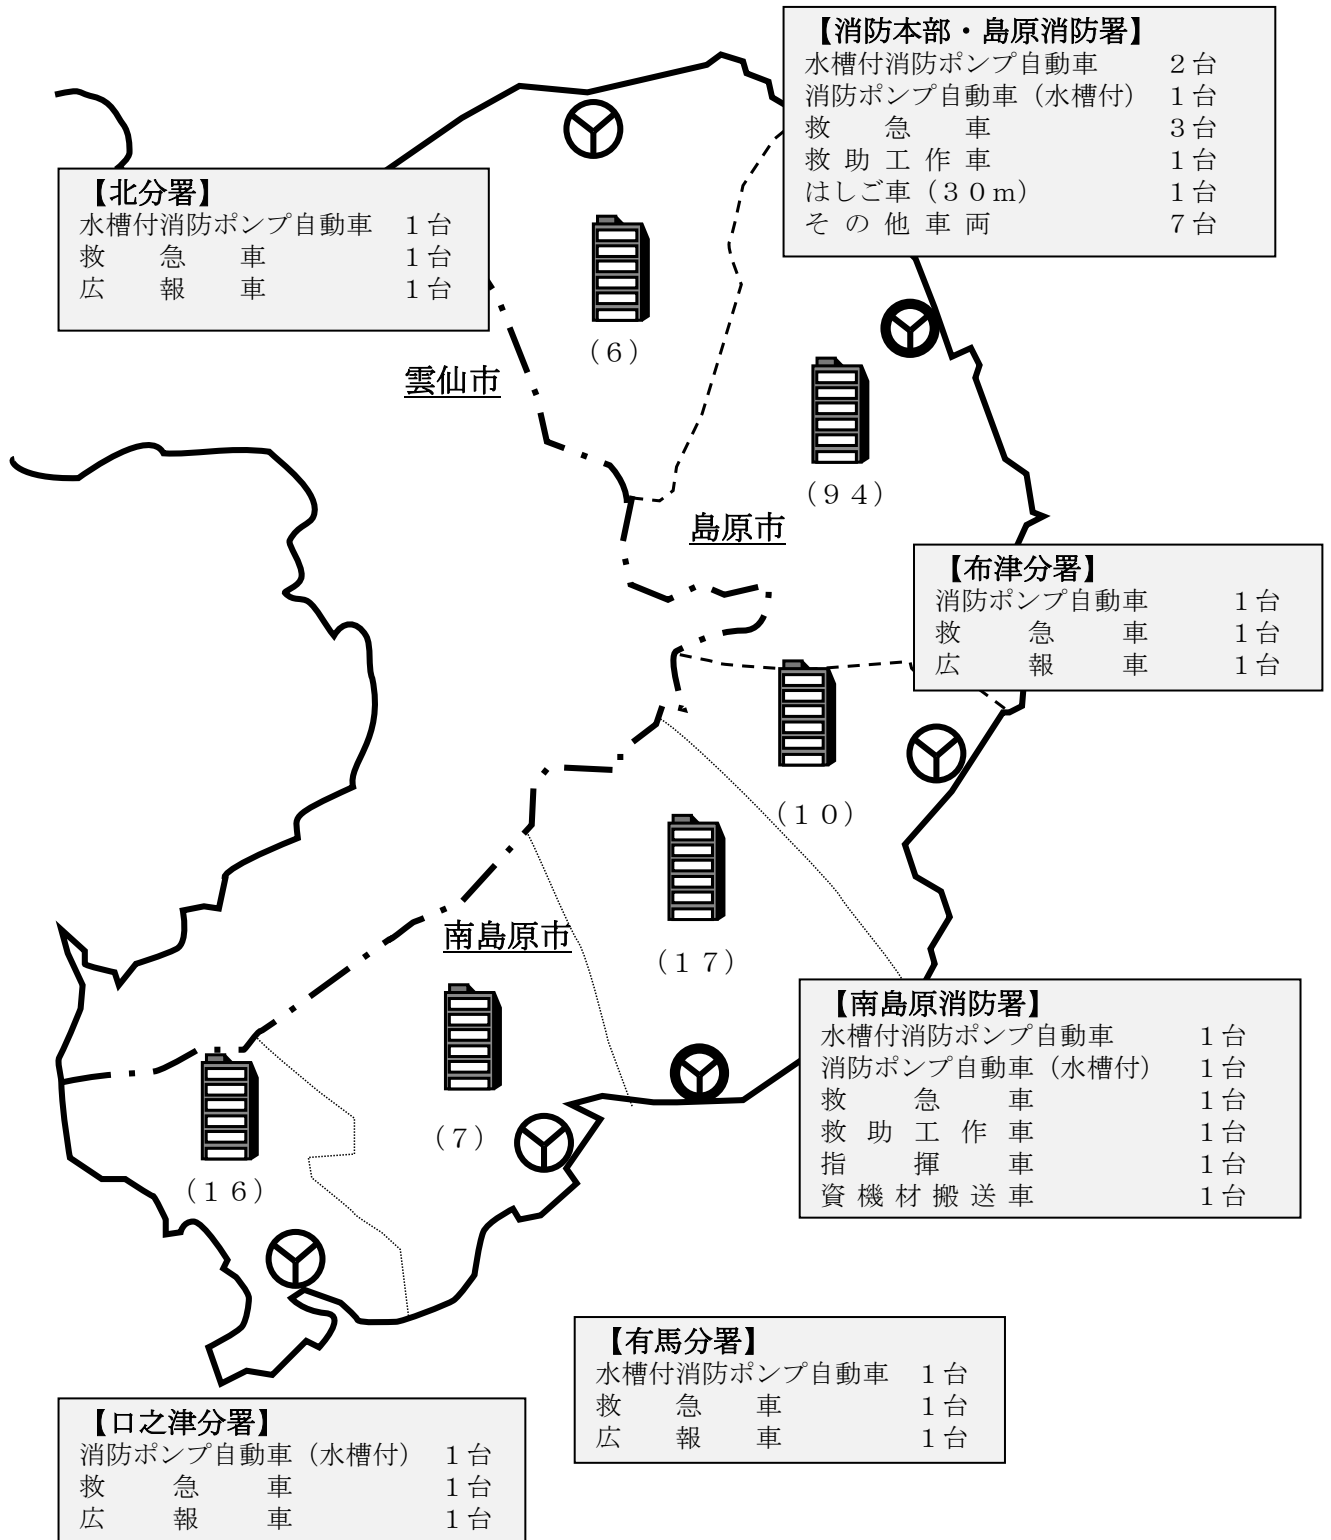 【消防本部・島原消防署】
水槽付消防ポンプ自動車 2台
消防ポンプ自動車(水槽付) 1台
救急車 3台
救助工作車 1台
はしご車(30m) 1台
その他車両 7台
【北分署】
水槽付消防ポンプ自動車 1台
救急車 1台
広報車 1台
(6)
雲仙市
(94)
島原市
【布津分署】
消防ポンプ自動車 1台
救急車 1台
広報車 1台
(10)
(17)
南島原市
【南島原消防署】
水槽付消防ポンプ自動車 1台
消防ポンプ自動車(水槽付) 1台
救急車 1台
救助工作車 1台
指揮車 1台
資機材搬送車 1台
(7)
(16)
【有馬分署】
水槽付消防ポンプ自動車 1台
救急車 1台
広報車 1台
【口之津分署】
消防ポンプ自動車(水槽付) 1台
救急車 1台
広報車 1台